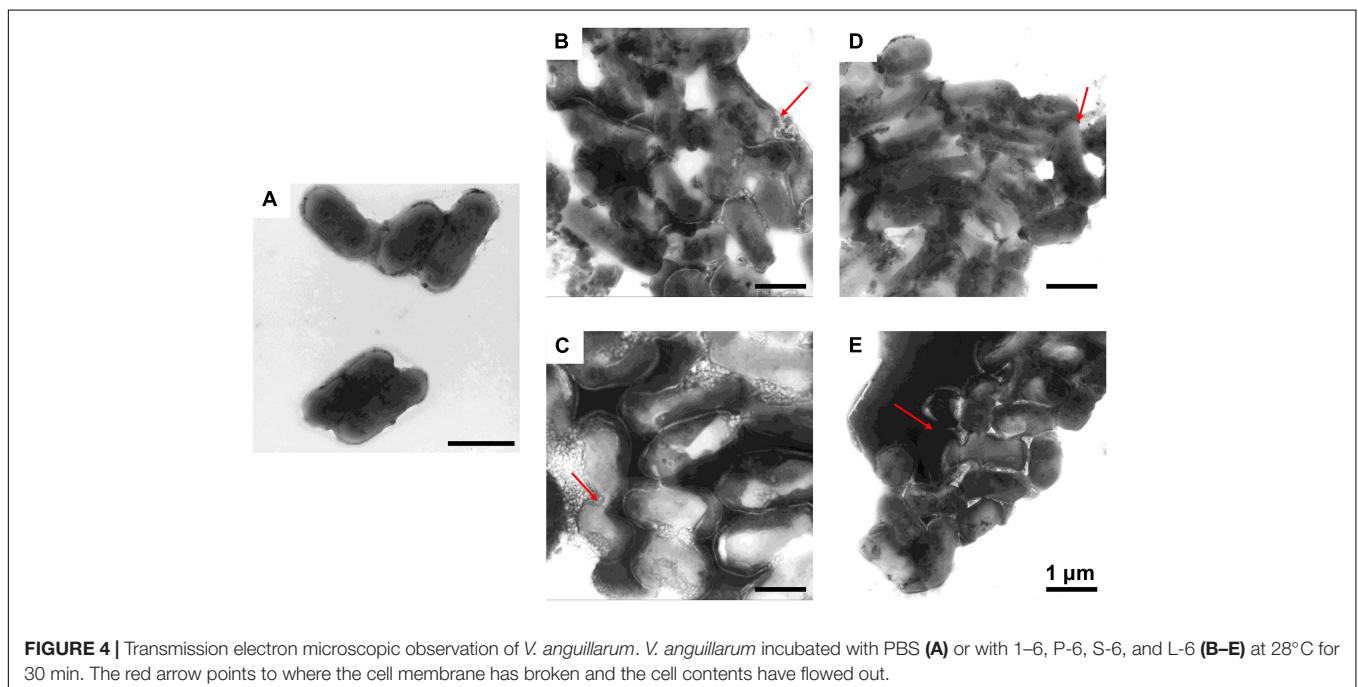 A
B
C
D
E
1 μm
FIGURE 4 | Transmission electron microscopic observation of V. anguillarum. V. anguillarum incubated with PBS (A) or with 1–6, P-6, S-6, and L-6 (B–E) at 28°C for
30 min. The red arrow points to where the cell membrane has broken and the cell contents have flowed out.